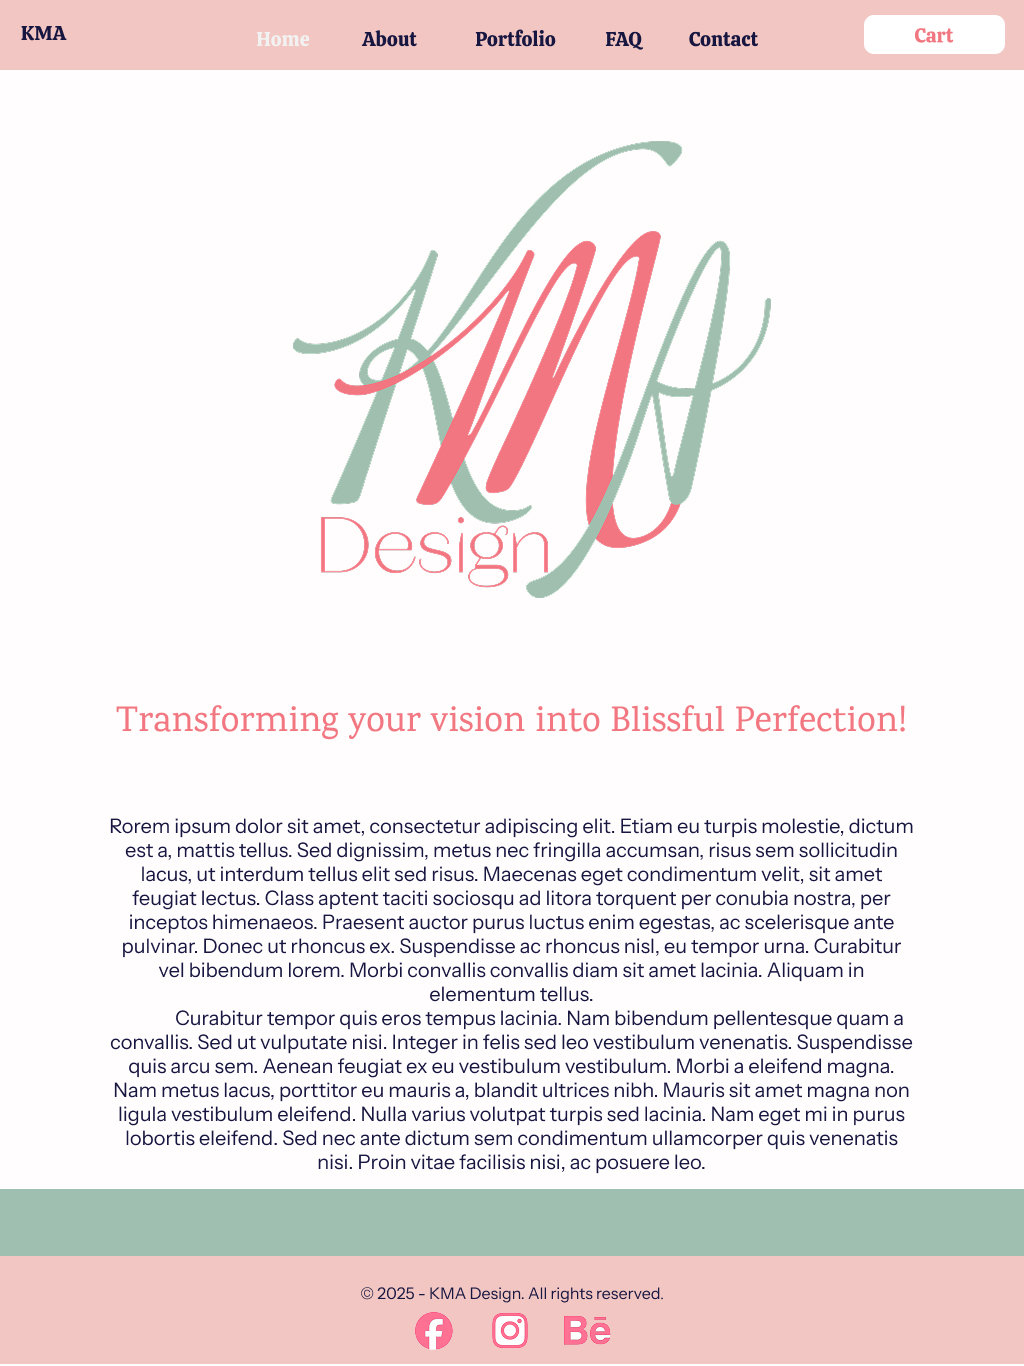 KMA
Home About Portfolio FAQ Contact
Cart
KMA
Design
Transforming your vision into Blissful Perfection!
Rorem ipsum dolor sit amet, consectetur adipiscing elit. Etiam eu turpis molestie, dictum
est a, mattis tellus. Sed dignissim, metus nec fringilla accumsan, risus sem sollicitudin
lacus, ut interdum tellus elit sed risus. Maecenas eget condimentum velit, sit amet
feugiat lectus. Class aptent taciti sociosqu ad litora torquent per conubia nostra, per
inceptos himenaeos. Praesent auctor purus luctus enim egestas, ac scelerisque ante
pulvinar. Donec ut rhoncus ex. Suspendisse ac rhoncus nisl, eu tempor urna. Curabitur
vel bibendum lorem. Morbi convallis convallis diam sit amet lacinia. Aliquam in
elementum tellus.
Curabitur tempor quis eros tempus lacinia. Nam bibendum pellentesque quam a
convallis. Sed ut vulputate nisi. Integer in felis sed leo vestibulum venenatis. Suspendisse
quis arcu sem. Aenean feugiat ex eu vestibulum vestibulum. Morbi a eleifend magna.
Nam metus lacus, porttitor eu mauris a, blandit ultrices nibh. Mauris sit amet magna non
ligula vestibulum eleifend. Nulla varius volutpat turpis sed lacinia. Nam eget mi in purus
lobortis eleifend. Sed nec ante dictum sem condimentum ullamcorper quis venenatis
nisi. Proin vitae facilisis nisi, ac posuere leo.
© 2025 - KMA Design. All rights reserved.
Bē